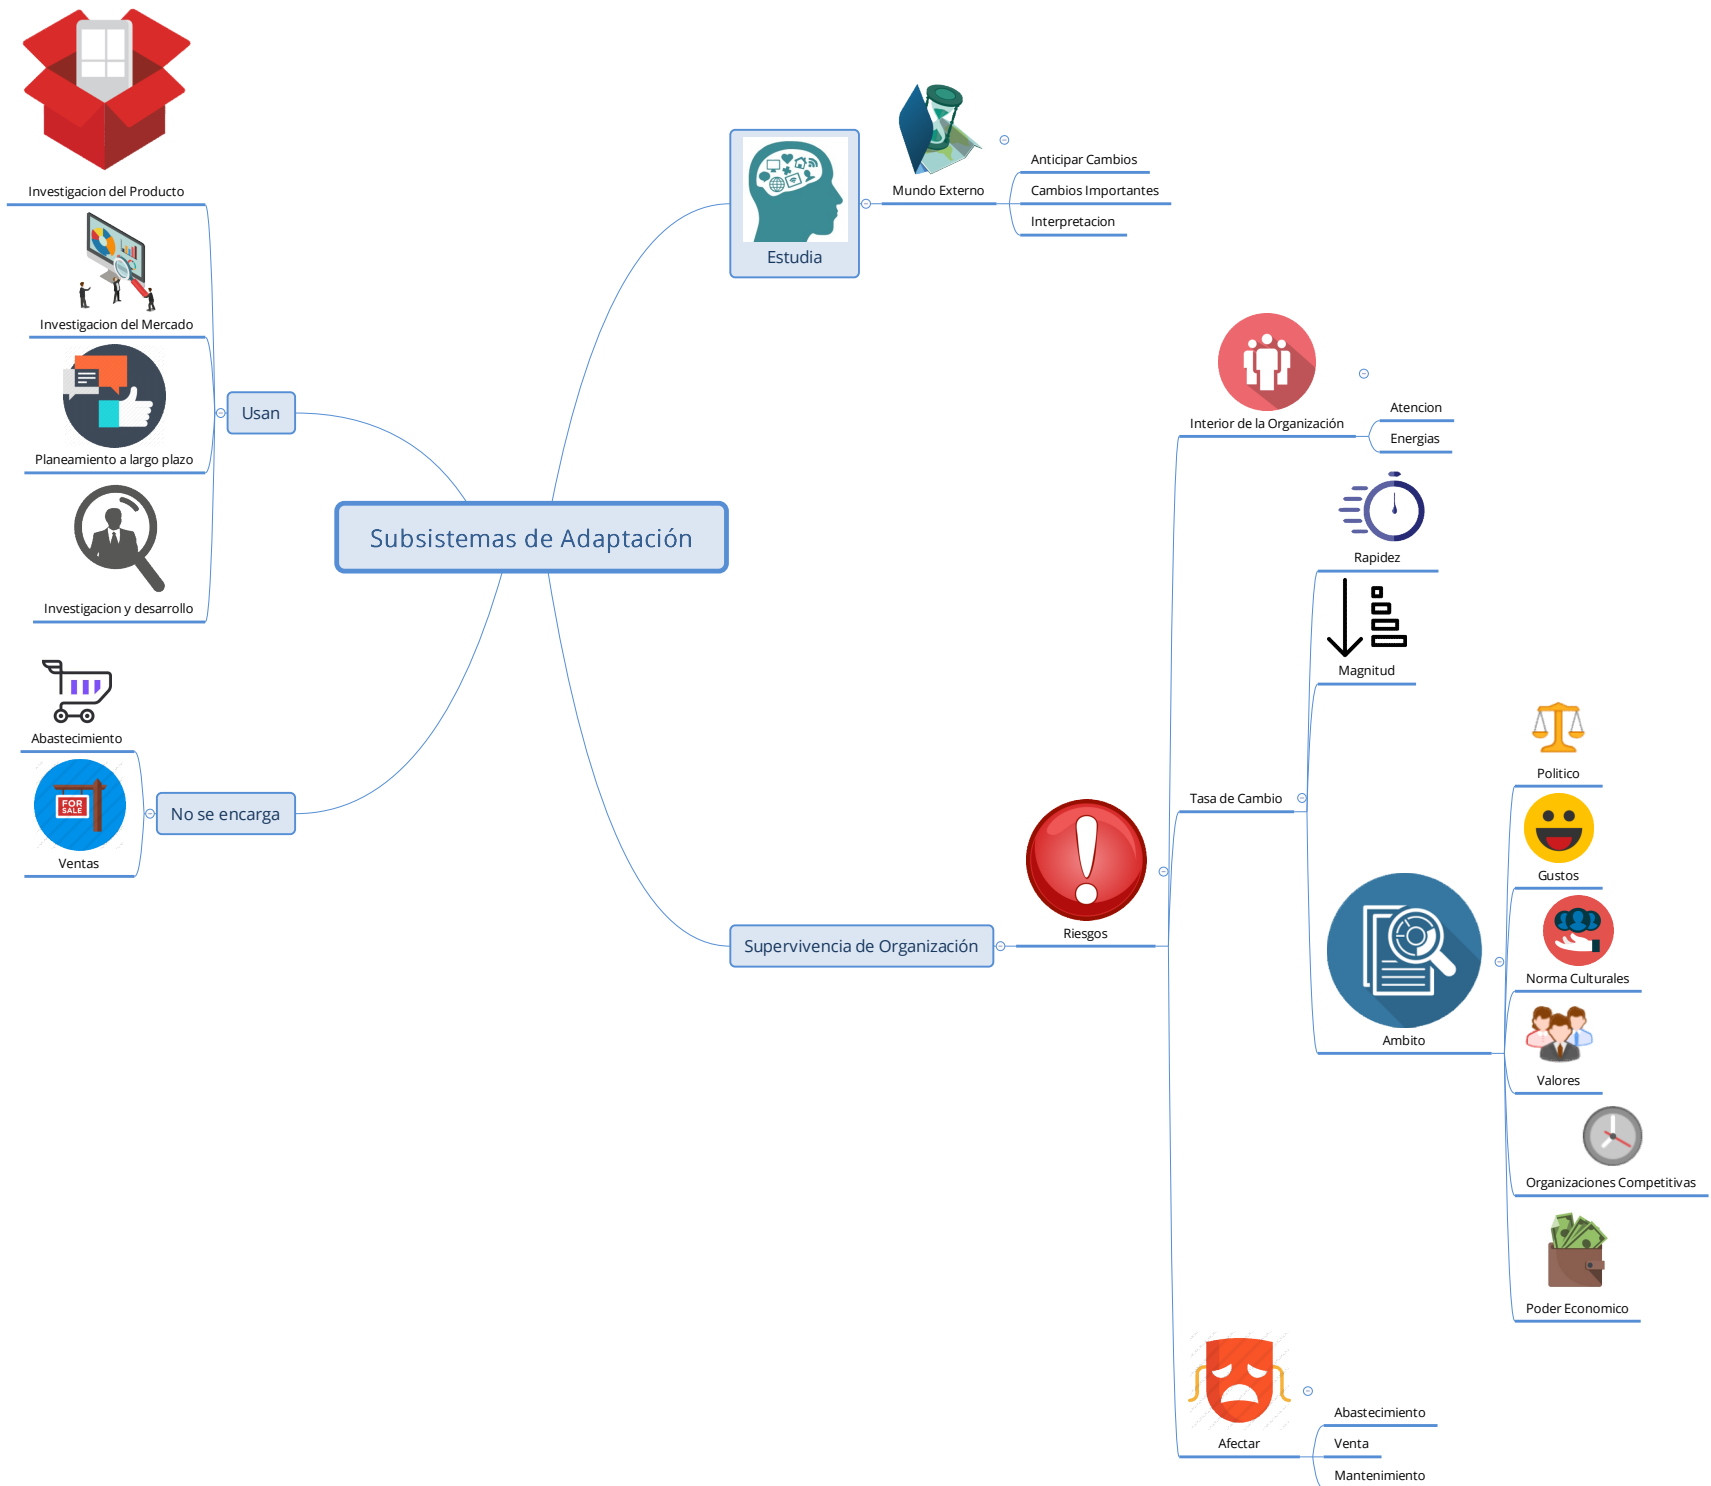 Subsistemas de Adaptación
Estudia
Mundo Externo
Anticipar Cambios
Cambios Importantes
Interpretacion
Usan
Investigacion del Producto
Investigacion del Mercado
Planeamiento a largo plazo
Investigacion y desarrollo
No se encarga
Abastecimiento
FOR
SALE
Ventas
Supervivencia de Organización
Riesgos
Interior de la Organización
Atencion
Energias
Tasa de Cambio
Rapidez
Magnitud
Ambito
Politico
Gustos
Norma Culturales
Valores
Organizaciones Competitivas
Poder Economico
Afectar
Abastecimiento
Venta
Mantenimiento